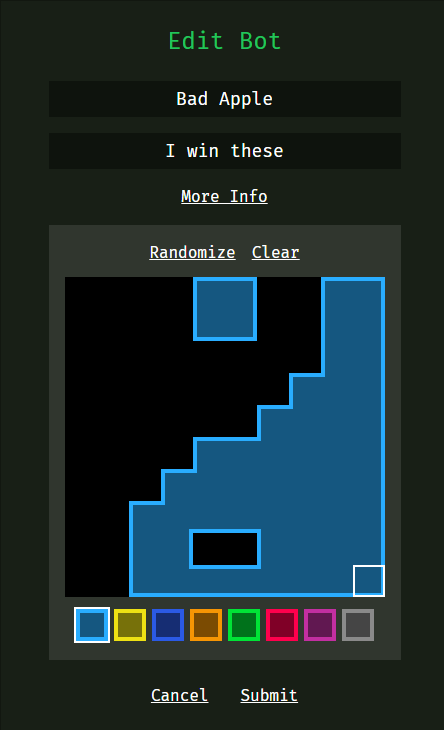 Edit Bot
Bad Apple
I win these
More Info
Randomize Clear
Cancel Submit